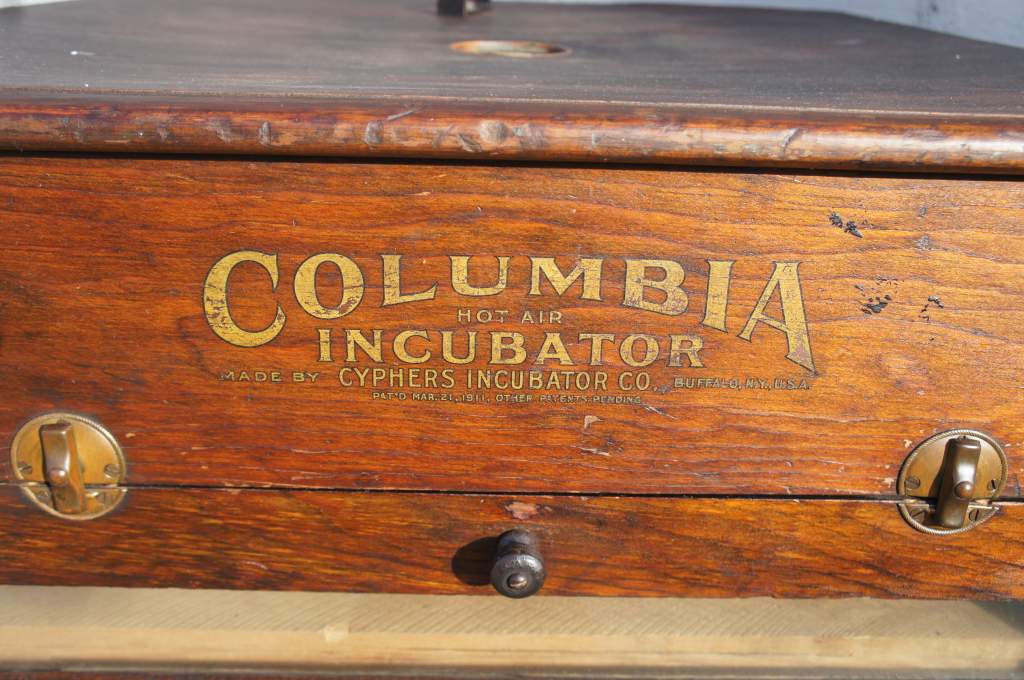 COLUMBIA
HOT AIR
INCUBATOR
MADE BY CYPHERS INCUBATOR CO. BUFFALO, N.Y., U.S.A.
PAT'D MAR. 21, 1911, OTHER PATENTS PENDING